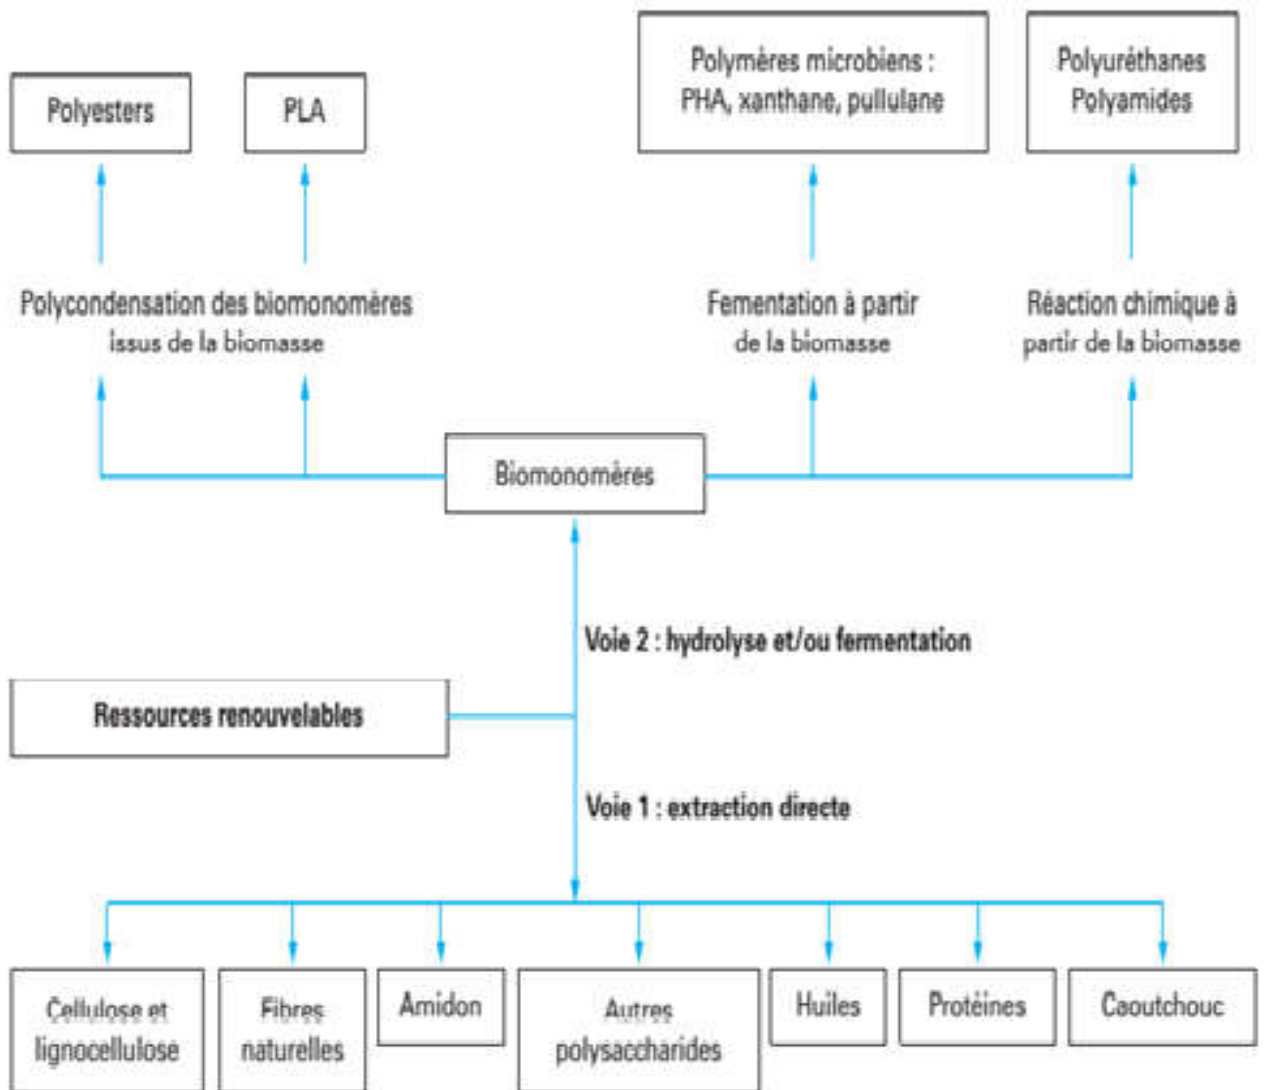 Polymères microbiens :
PHA, xanthane, pullulane
Polyuréthanes
Polyamides
Polyesters
PLA
Polycondensation des biomonomères
issus de la biomasse
Fementation à partir
de la biomasse
Réaction chimique à
partir de la biomasse
Biomonomères
Voie 2 : hydrolyse et/ou fermentation
Ressources renouvelables
Voie 1 : extraction directe
Cellulose et
lignocellulose
Fibres
naturelles
Amidon
Autres
polysaccharides
Huiles
Protéines
Caoutchouc